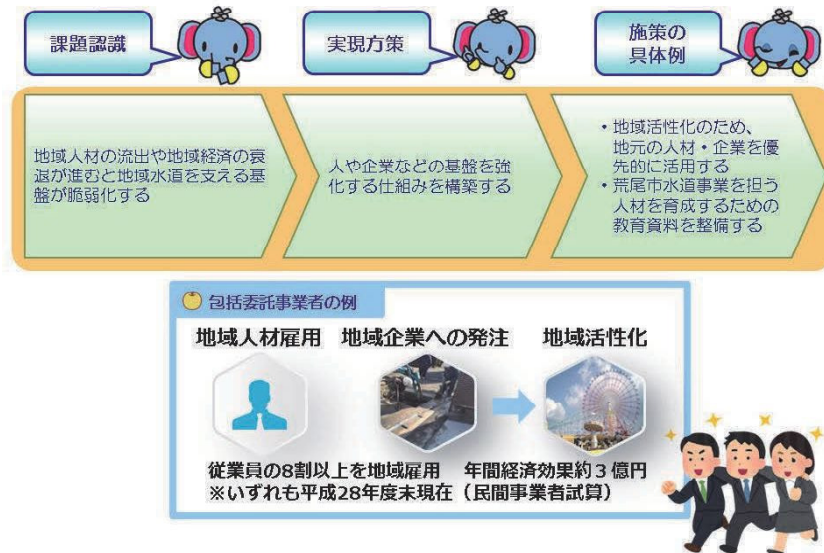 課題認識
実現方策
施策の
具体例
地域人材の流出や地域経済の衰
退が進むと地域水道を支える基
盤が脆弱化する
人や企業などの基盤を強
化する仕組みを構築する
・地域活性化のため、
地元の人材・企業を優
先的に活用する
・荒尾市水道事業を担う
人材を育成するための
教育資料を整備する
包括委託事業者の例
地域人材雇用
地域企業への発注
地域活性化
従業員の8割以上を地域雇用
年間経済効果約3億円
※いずれも平成28年度末現在
（民間事業者試算）